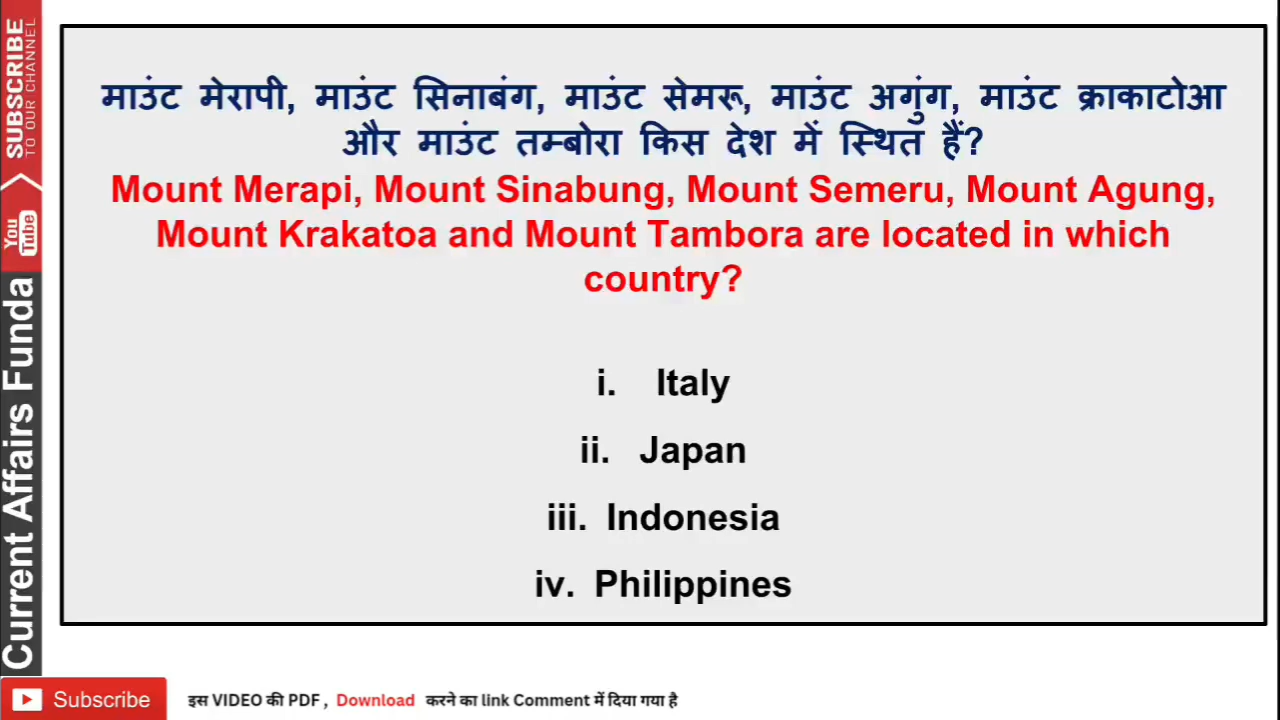 माउंट मेरापी, माउंट सिनाबंग, माउंट सेमरू, माउंट अगुंग, माउंट क्राकाटोआ
और माउंट तम्बोरा किस देश में स्थित हैं?
Mount Merapi, Mount Sinabung, Mount Semeru, Mount Agung,
Mount Krakatoa and Mount Tambora are located in which
country?
i. Italy
ii. Japan
iii. Indonesia
iv. Philippines
SUBSCRIBE
TO OUR CHANNEL
You
Tube
Current Affairs Funda
Subscribe
इस VIDEO की PDF , Download करने का link Comment में दिया गया है